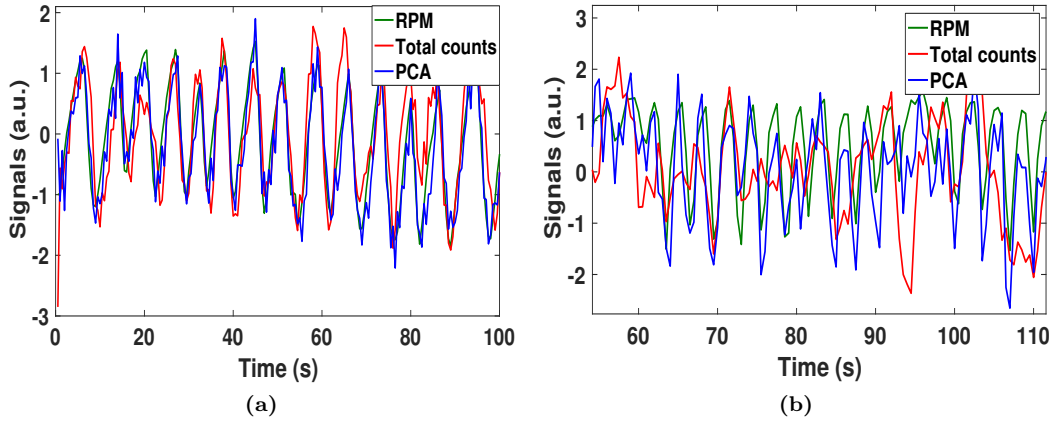 2
1
0
-1
-2
-3
Signals (a.u.)
0 20 40 60 80 100
Time (s)
RPM
Total counts
PCA
(a)
3
2
1
0
-1
-2
Signals (a.u.)
60 70 80 90 100 110
Time (s)
RPM
Total counts
PCA
(b)